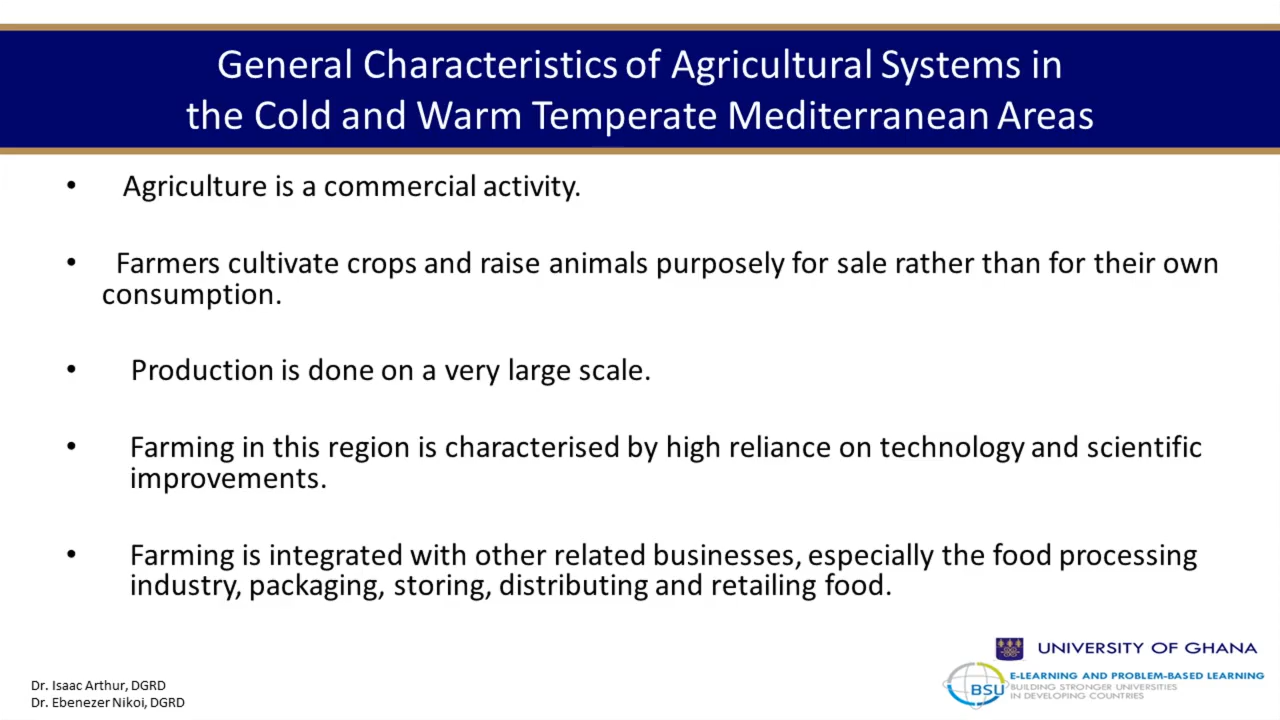 General Characteristics of Agricultural Systems in
the Cold and Warm Temperate Mediterranean Areas
• Agriculture is a commercial activity.
• Farmers cultivate crops and raise animals purposely for sale rather than for their own
consumption.
• Production is done on a very large scale.
• Farming in this region is characterised by high reliance on technology and scientific
improvements.
• Farming is integrated with other related businesses, especially the food processing
industry, packaging, storing, distributing and retailing food.
UNIVERSITY OF GHANA
BSU
E-LEARNING AND PROBLEM-BASED LEARNING
BUILDING STRONGER UNIVERSITIES
IN DEVELOPING COUNTRIES
Dr. Isaac Arthur, DGRD
Dr. Ebenezer Nikoi, DGRD